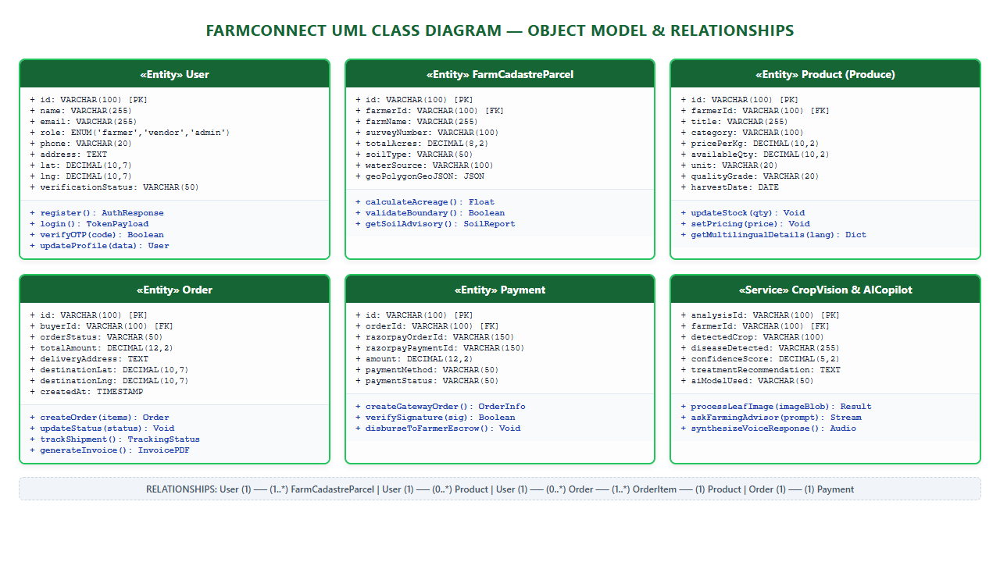 FARMCONNECT UML CLASS DIAGRAM — OBJECT MODEL & RELATIONSHIPS
«Entity» User
+ id: VARCHAR(100) [PK]
+ name: VARCHAR(255)
+ email: VARCHAR(255)
+ role: ENUM('farmer','vendor','admin')
+ phone: VARCHAR(20)
+ address: TEXT
+ lat: DECIMAL(10,7)
+ lng: DECIMAL(10,7)
+ verificationStatus: VARCHAR(50)
+ register(): AuthResponse
+ login(): TokenPayload
+ verifyOTP(code): Boolean
+ updateProfile(data): User
«Entity» FarmCadastreParcel
+ id: VARCHAR(100) [PK]
+ farmerId: VARCHAR(100) [FK]
+ farmName: VARCHAR(255)
+ surveyNumber: VARCHAR(100)
+ totalAcres: DECIMAL(8,2)
+ soilType: VARCHAR(50)
+ waterSource: VARCHAR(100)
+ geoPolygonGeoJSON: JSON
+ calculateAcreage(): Float
+ validateBoundary(): Boolean
+ getSoilAdvisory(): SoilReport
«Entity» Product (Produce)
+ id: VARCHAR(100) [PK]
+ farmerId: VARCHAR(100) [FK]
+ title: VARCHAR(255)
+ category: VARCHAR(100)
+ pricePerKg: DECIMAL(10,2)
+ availableQty: DECIMAL(10,2)
+ unit: VARCHAR(20)
+ qualityGrade: VARCHAR(20)
+ harvestDate: DATE
+ updateStock(qty): Void
+ setPricing(price): Void
+ getMultilingualDetails(lang): Dict
«Entity» Order
+ id: VARCHAR(100) [PK]
+ buyerId: VARCHAR(100) [FK]
+ orderStatus: VARCHAR(50)
+ totalAmount: DECIMAL(12,2)
+ deliveryAddress: TEXT
+ destinationLat: DECIMAL(10,7)
+ destinationLng: DECIMAL(10,7)
+ createdAt: TIMESTAMP
+ createOrder(items): Order
+ updateStatus(status): Void
+ trackShipment(): TrackingStatus
+ generateInvoice(): InvoicePDF
«Entity» Payment
+ id: VARCHAR(100) [PK]
+ orderId: VARCHAR(100) [FK]
+ razorpayOrderId: VARCHAR(150)
+ razorpayPaymentId: VARCHAR(150)
+ amount: DECIMAL(12,2)
+ paymentMethod: VARCHAR(50)
+ paymentStatus: VARCHAR(50)
+ createGatewayOrder(): OrderInfo
+ verifySignature(sig): Boolean
+ disburseToFarmerEscrow(): Void
«Service» CropVision & AICopilot
+ analysisId: VARCHAR(100) [PK]
+ farmerId: VARCHAR(100) [FK]
+ detectedCrop: VARCHAR(100)
+ diseaseDetected: VARCHAR(255)
+ confidenceScore: DECIMAL(5,2)
+ treatmentRecommendation: TEXT
+ aiModelUsed: VARCHAR(50)
+ processLeafImage(imageBlob): Result
+ askFarmingAdvisor(prompt): Stream
+ synthesizeVoiceResponse(): Audio
RELATIONSHIPS: User (1) ── (1..*) FarmCadastreParcel | User (1) ── (0..*) Product | User (1) ── (0..*) Order ── (1..*) OrderItem ── (1) Product | Order (1) ── (1) Payment